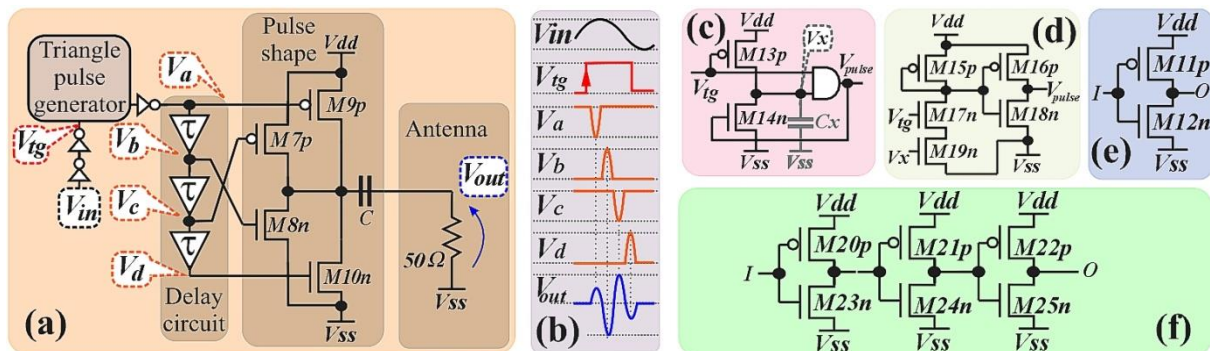 Triangle
pulse
generator
Pulse
shape
Vdd
Va
M9p
τ
Vtg
Vb
M7p
Antenna
Vin
Vc
τ
Vout
M8n
C
τ
Vd
M10n
50Ω
Vss
Delay
circuit
Vss
(a)
Vin
Vtg
Va
Vb
Vc
Vd
Vout
(b)
(c)
Vdd
Vx
M13p
Vtg
Vpulse
M14n
Cx
Vss
Vss
Vdd
(d)
M15p
M16p
Vpulse
Vtg
M17n
M18n
Vx
M19n
Vss
Vdd
M11p
I
O
M12n
(e)
Vss
Vdd
Vdd
Vdd
M20p
M21p
M22p
I
O
M23n
M24n
M25n
Vss
Vss
Vss
(f)